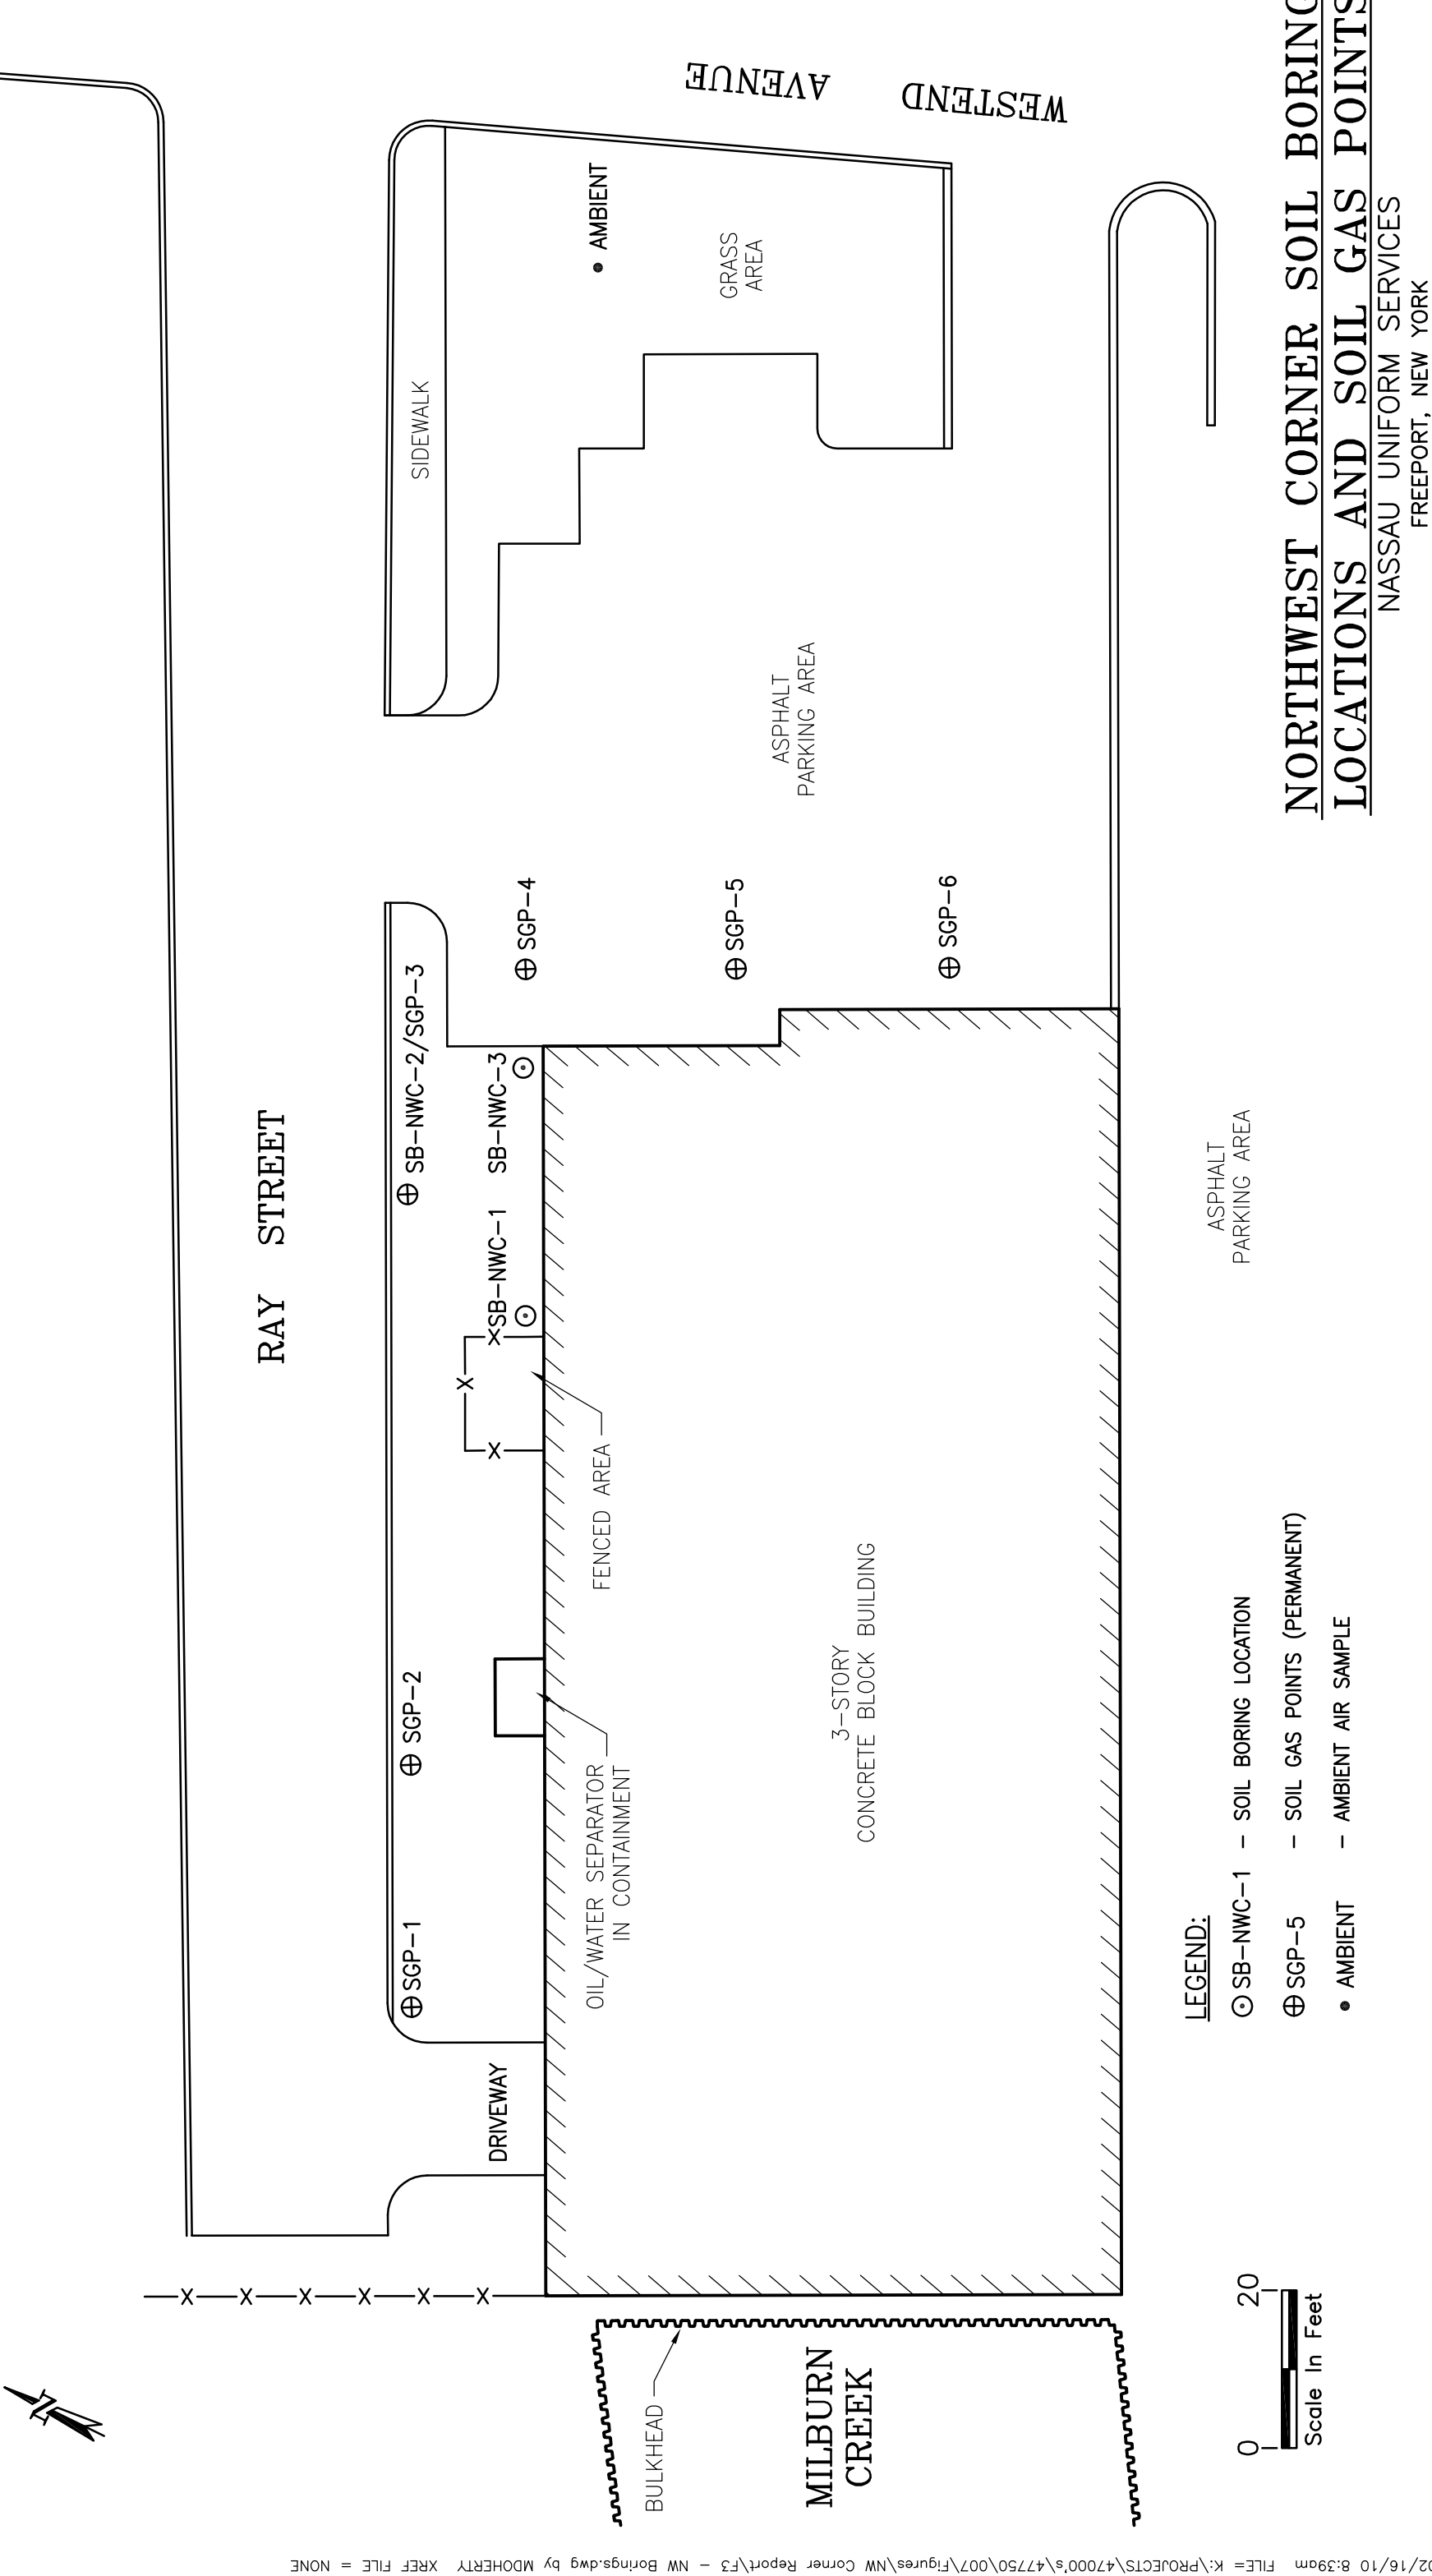 RAY STREET
WESTEND AVENUE
SIDEWALK
AMBIENT
GRASS
AREA
ASPHALT
PARKING AREA
SGP-1
SGP-2
SB-NWC-2/SGP-3
SB-NWC-1
SB-NWC-3
SGP-4
SGP-5
SGP-6
DRIVEWAY
X
X
X
X
X
X
X
X
X
OIL/WATER SEPARATOR
IN CONTAINMENT
FENCED AREA
3-STORY
CONCRETE BLOCK BUILDING
BULKHEAD
MILBURN
CREEK
ASPHALT
PARKING AREA
LEGEND:
SB-NWC-1 - SOIL BORING LOCATION
SGP-5 - SOIL GAS POINTS (PERMANENT)
AMBIENT - AMBIENT AIR SAMPLE
0 20
Scale In Feet
NORTHWEST CORNER SOIL BORING
LOCATIONS AND SOIL GAS POINTS
NASSAU UNIFORM SERVICES
FREEPORT, NEW YORK
N
02/16/10 8:39am FILE= K:\PROJECTS\47000's\47750\007\Figures\NW Corner Report\F3 - NW Borings.dwg by MDOHERTY XREF FILE = NONE